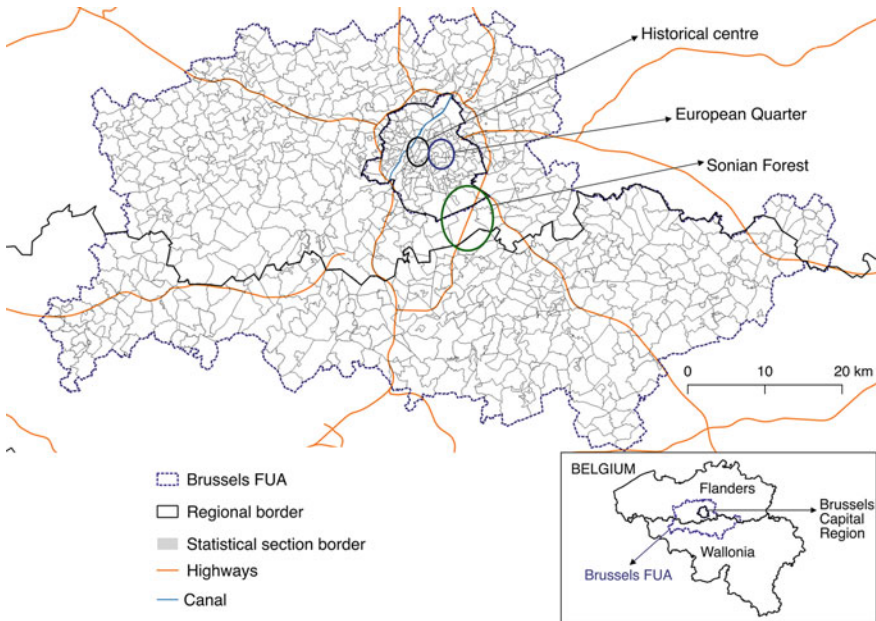 Historical centre
European Quarter
Sonian Forest
0 10 20 km
Brussels FUA
Regional border
Statistical section border
Highways
Canal
BELGIUM
Flanders
Brussels
Capital
Region
Wallonia
Brussels FUA